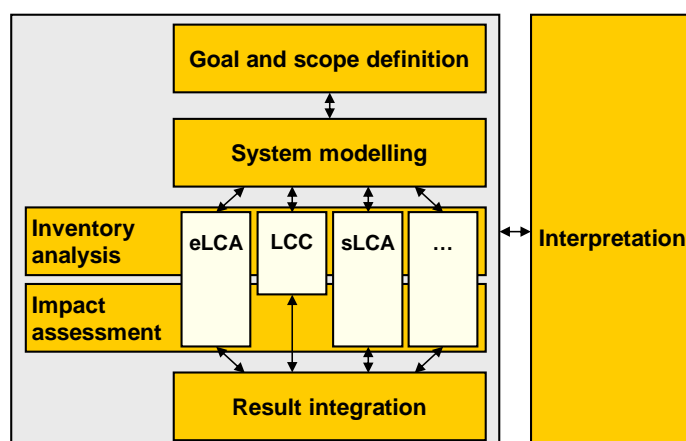 Goal and scope definition
System modelling
Inventory
analysis
eLCA
LCC
sLCA
...
Interpretation
Impact
assessment
Result integration